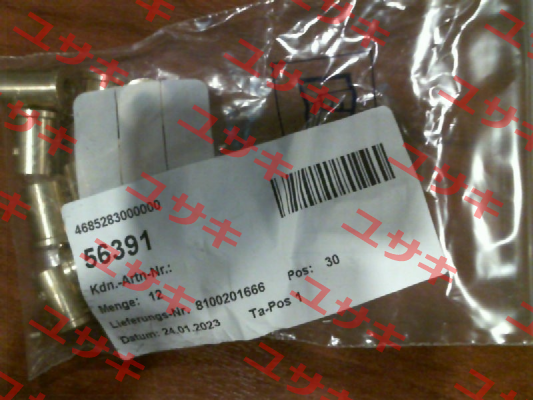 4685283000000
56391
Kdn.-Artn-Nr.:
Menge: 12 Pos: 30
Lieferungs-Nr. 8100201666
Datum: 24.01.2023 Ta-Pos 1
ユサキ